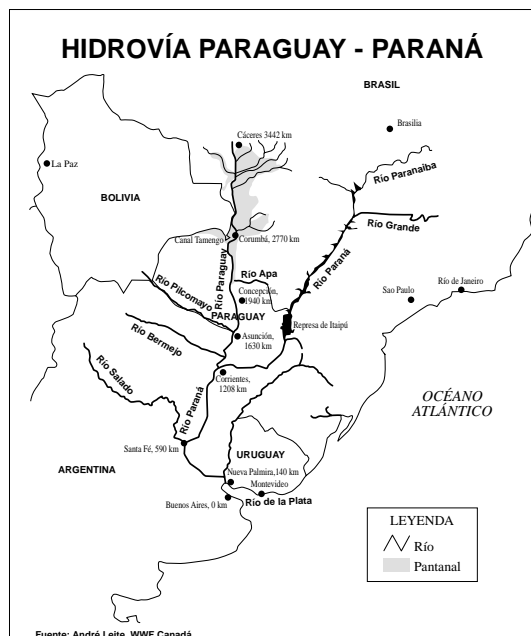 HIDROVÍA PARAGUAY - PARANÁ
BRASIL
Brasilia
Cáceres 3442 km
La Paz
Río Paranaiba
BOLIVIA
Río Grande
Canal Tamengo
Corumbá, 2770 km
Río Paraguay
Río Apa
Río Paraná
Río Pilcomayo
Concepción,
1940 km
Río de Janeiro
Sao Paulo
PARAGUAY
Represa de Itaipú
Río Bermejo
Asunción,
1630 km
Río Salado
Corrientes,
1208 km
OCÉANO
ATLÁNTICO
Río Paraná
Santa Fé, 590 km
URUGUAY
ARGENTINA
Nueva Palmira,140 km
Montevideo
Buenos Aires, 0 km
Río de la Plata
LEYENDA
Río
Pantanal
Fuente: André Leite, WWF Canadá